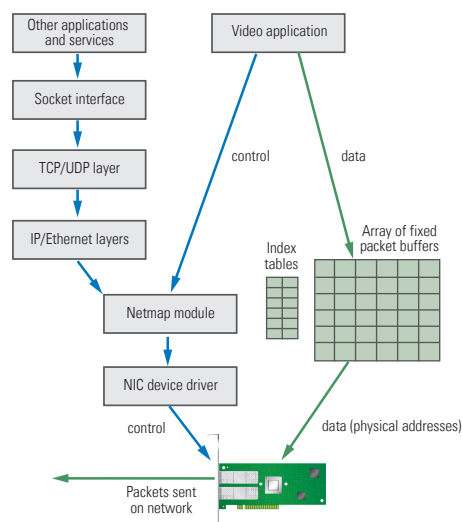 Other applications
and services
Video application
Socket interface
control
data
TCP/UDP layer
IP/Ethernet layers
Index
tables
Array of fixed
packet buffers
Netmap module
NIC device driver
control
data (physical addresses)
Packets sent
on network